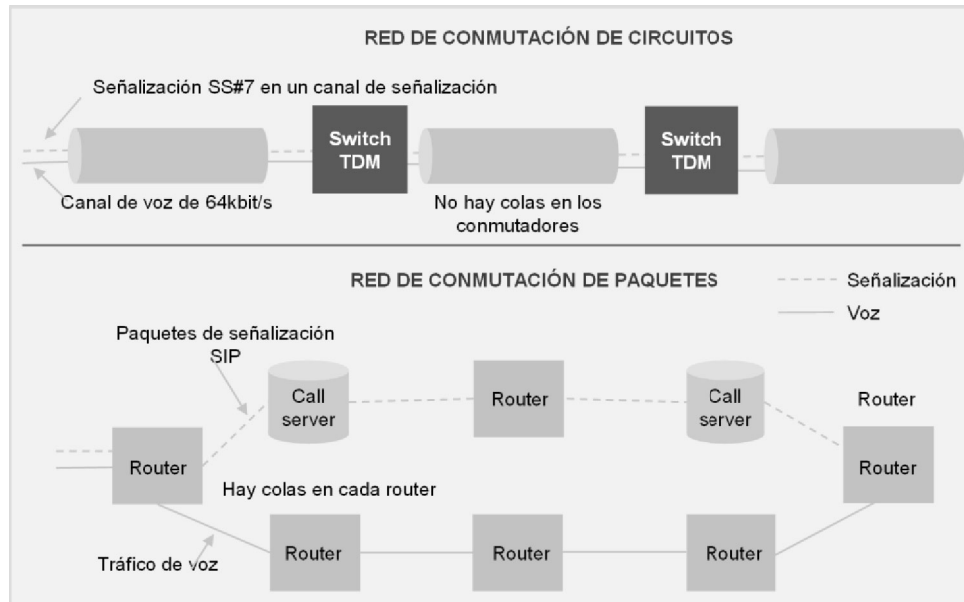 RED DE CONMUTACIÓN DE CIRCUITOS
Señalización SS#7 en un canal de señalización
Switch
TDM
Switch
TDM
Canal de voz de 64kbit/s
No hay colas en los
conmutadores
RED DE CONMUTACIÓN DE PAQUETES
Señalización
Voz
Paquetes de señalización
SIP
Call
server
Router
Call
server
Router
Router
Router
Hay colas en cada router
Tráfico de voz
Router
Router
Router